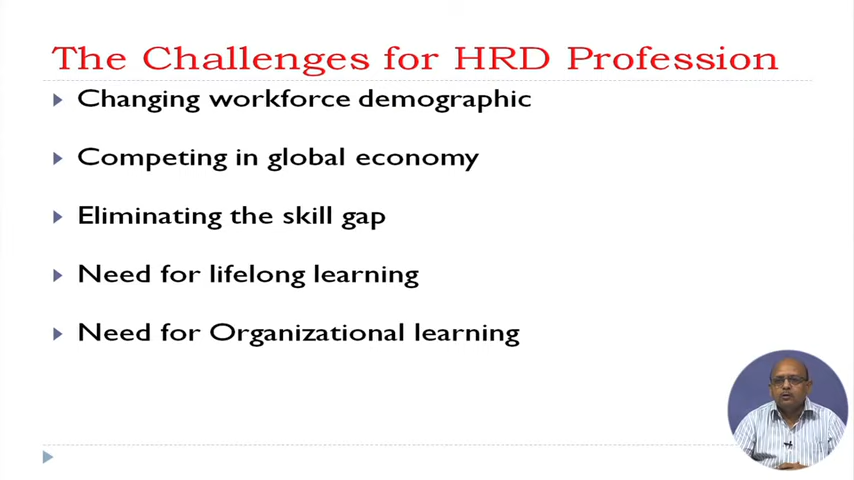 The Challenges for HRD Profession
Changing workforce demographic
Competing in global economy
Eliminating the skill gap
Need for lifelong learning
Need for Organizational learning